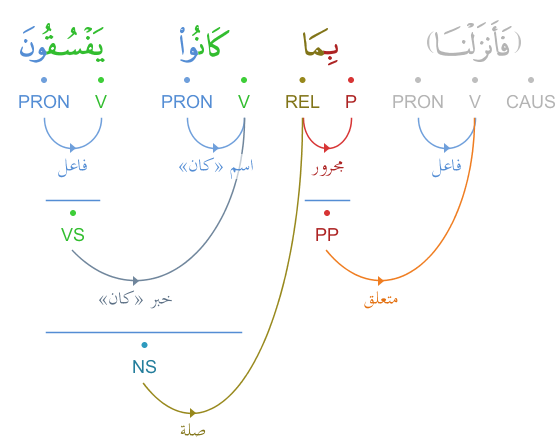 (فَأَنزَلْنَا) بِمَا كَانُوا۟ يَفْسُقُونَ
CAUS V PRON P REL V PRON V PRON
فاعل مجرور اسم «كان» فاعل
PP VS
متعلق خبر «كان»
NS
صلة